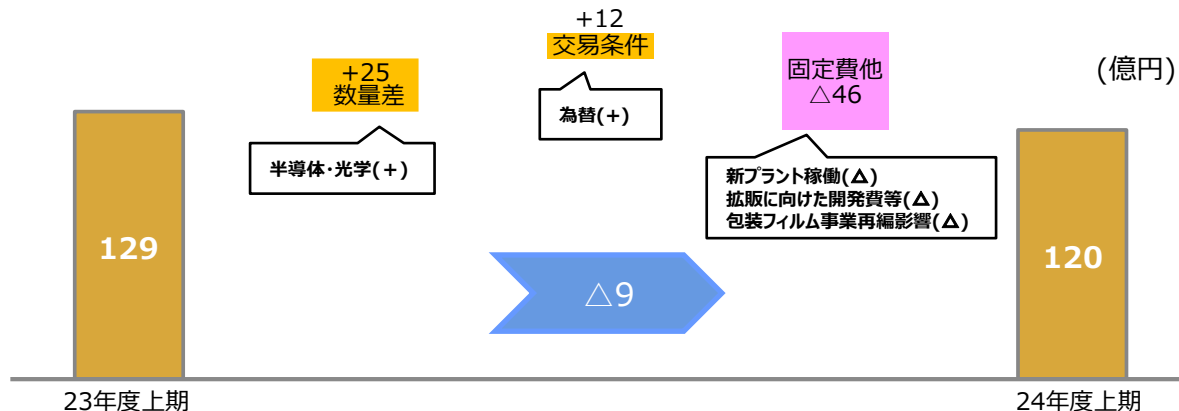 +12
交易条件
(億円)
+25
数量差
固定費他
△46
為替(+)
半導体・光学(+)
新プラント稼働(△)
拡販に向けた開発費等(△)
包装フィルム事業再編影響(△)
129
△9
120
23年度上期
24年度上期